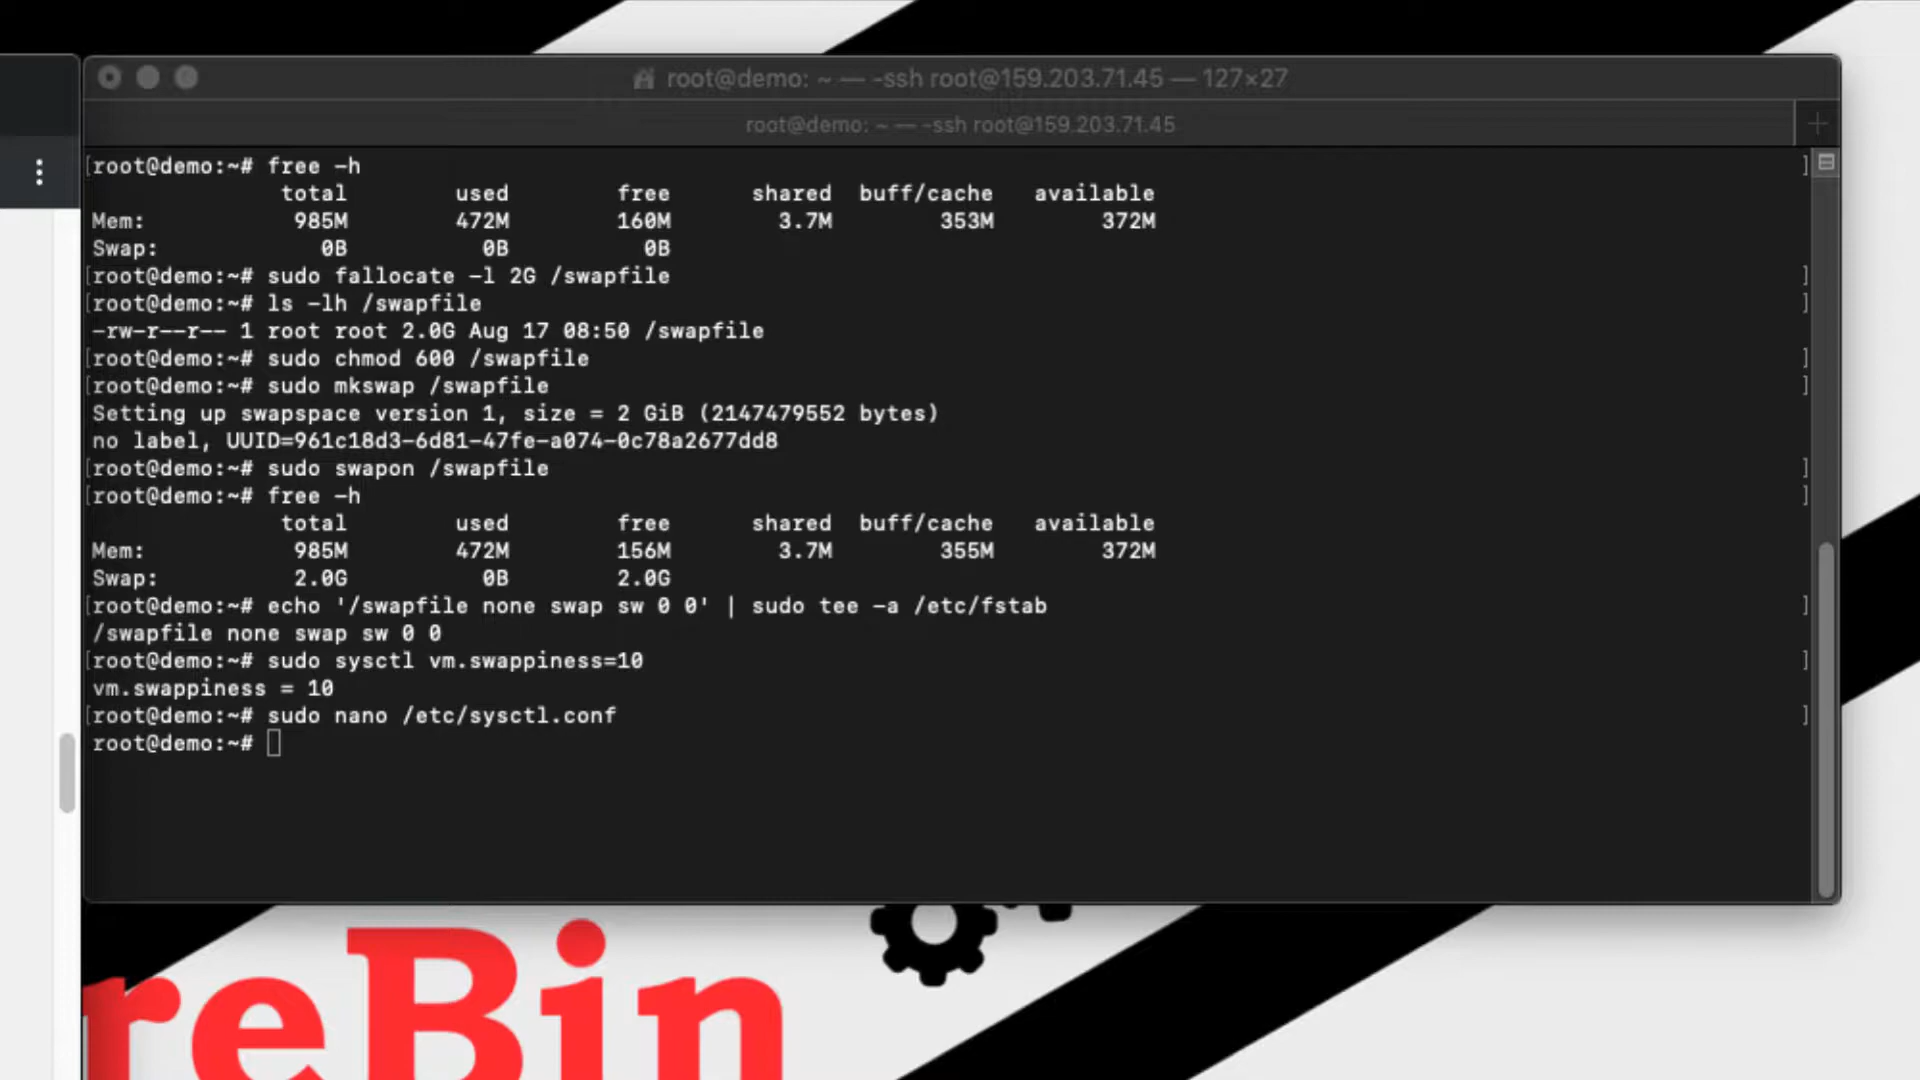 root@demo: ~ — -ssh root@159.203.71.45 — 127×27
root@demo: ~ — -ssh root@159.203.71.45
[root@demo:~# free -h ]
total used free shared buff/cache available
Mem: 985M 472M 160M 3.7M 353M 372M
Swap: 0B 0B 0B
[root@demo:~# sudo fallocate -l 2G /swapfile ]
[root@demo:~# ls -lh /swapfile ]
-rw-r--r-- 1 root root 2.0G Aug 17 08:50 /swapfile
[root@demo:~# sudo chmod 600 /swapfile ]
[root@demo:~# sudo mkswap /swapfile ]
Setting up swapspace version 1, size = 2 GiB (2147479552 bytes)
no label, UUID=961c18d3-6d81-47fe-a074-0c78a2677dd8
[root@demo:~# sudo swapon /swapfile ]
[root@demo:~# free -h ]
total used free shared buff/cache available
Mem: 985M 472M 156M 3.7M 355M 372M
Swap: 2.0G 0B 2.0G
[root@demo:~# echo '/swapfile none swap sw 0 0' | sudo tee -a /etc/fstab ]
/swapfile none swap sw 0 0
[root@demo:~# sudo sysctl vm.swappiness=10 ]
vm.swappiness = 10
[root@demo:~# sudo nano /etc/sysctl.conf ]
root@demo:~#
reBin